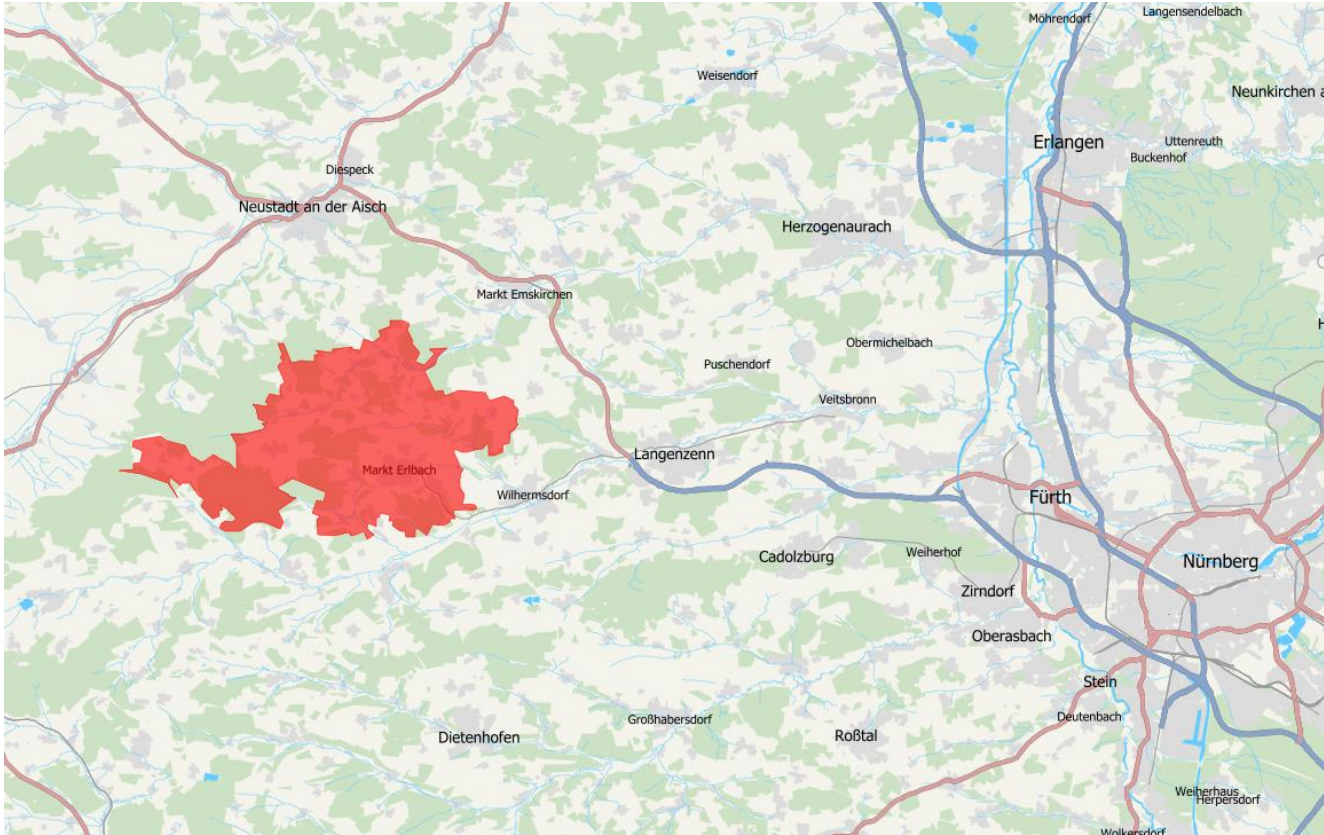 Langensendelbach
Möhrendorf
Weisendorf
Neunkirchen a
Erlangen
Uttenreuth
Buckenhof
Diespeck
Neustadt an der Aisch
Herzogenaurach
Markt Emskirchen
H
Obermichelbach
Puschendorf
Veitsbronn
Langenzenn
Markt Erlbach
Wilhermsdorf
Fürth
Cadolzburg
Weiherhof
Nürnberg
Zirndorf
Oberasbach
Stein
Deutenbach
Großhabersdorf
Dietenhofen
Roßtal
Weiherhaus
Herpersdorf
Wolkersdorf